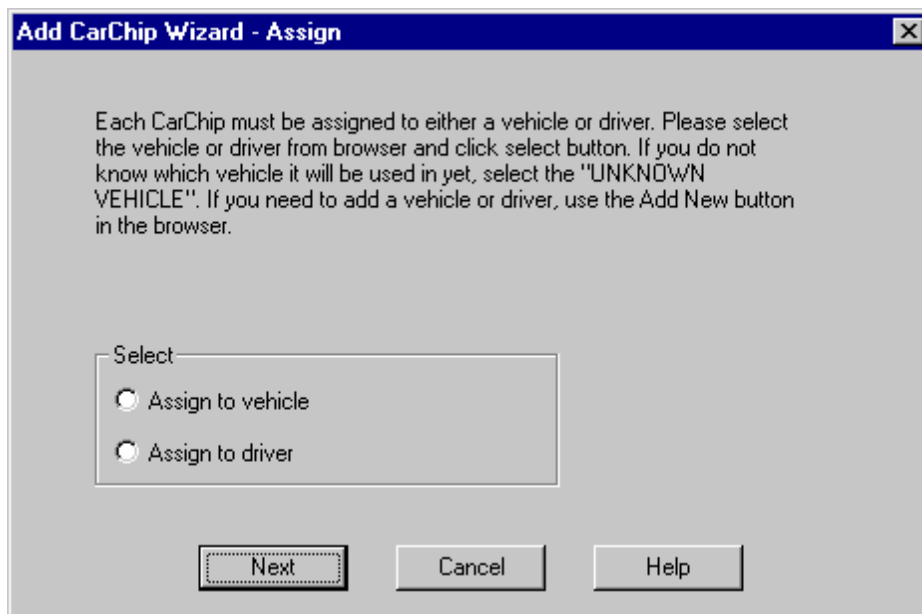 Add CarChip Wizard - Assign
Each CarChip must be assigned to either a vehicle or driver. Please select
the vehicle or driver from browser and click select button. If you do not
know which vehicle it will be used in yet, select the "UNKNOWN
VEHICLE". If you need to add a vehicle or driver, use the Add New button
in the browser.
Select
Assign to vehicle
Assign to driver
Next Cancel Help